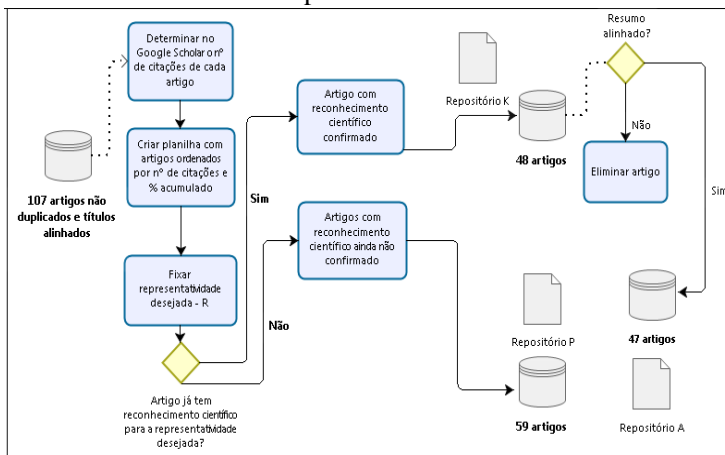 Determinar no
Google Scholar o nº
de citações de cada
artigo
Criar planilha com
artigos ordenados
por nº de citações e
% acumulado
107 artigos não
duplicados e títulos
alinhados
Fixar
representatividade
desejada - R
Artigo já tem
reconhecimento científico
para a representatividade
desejada?
Sim
Não
Artigo com
reconhecimento
científico
confirmado
Artigos com
reconhecimento
científico ainda não
confirmado
Repositório K
48 artigos
Resumo
alinhado?
Não
Eliminar artigo
Sim
47 artigos
Repositório A
Repositório P
59 artigos